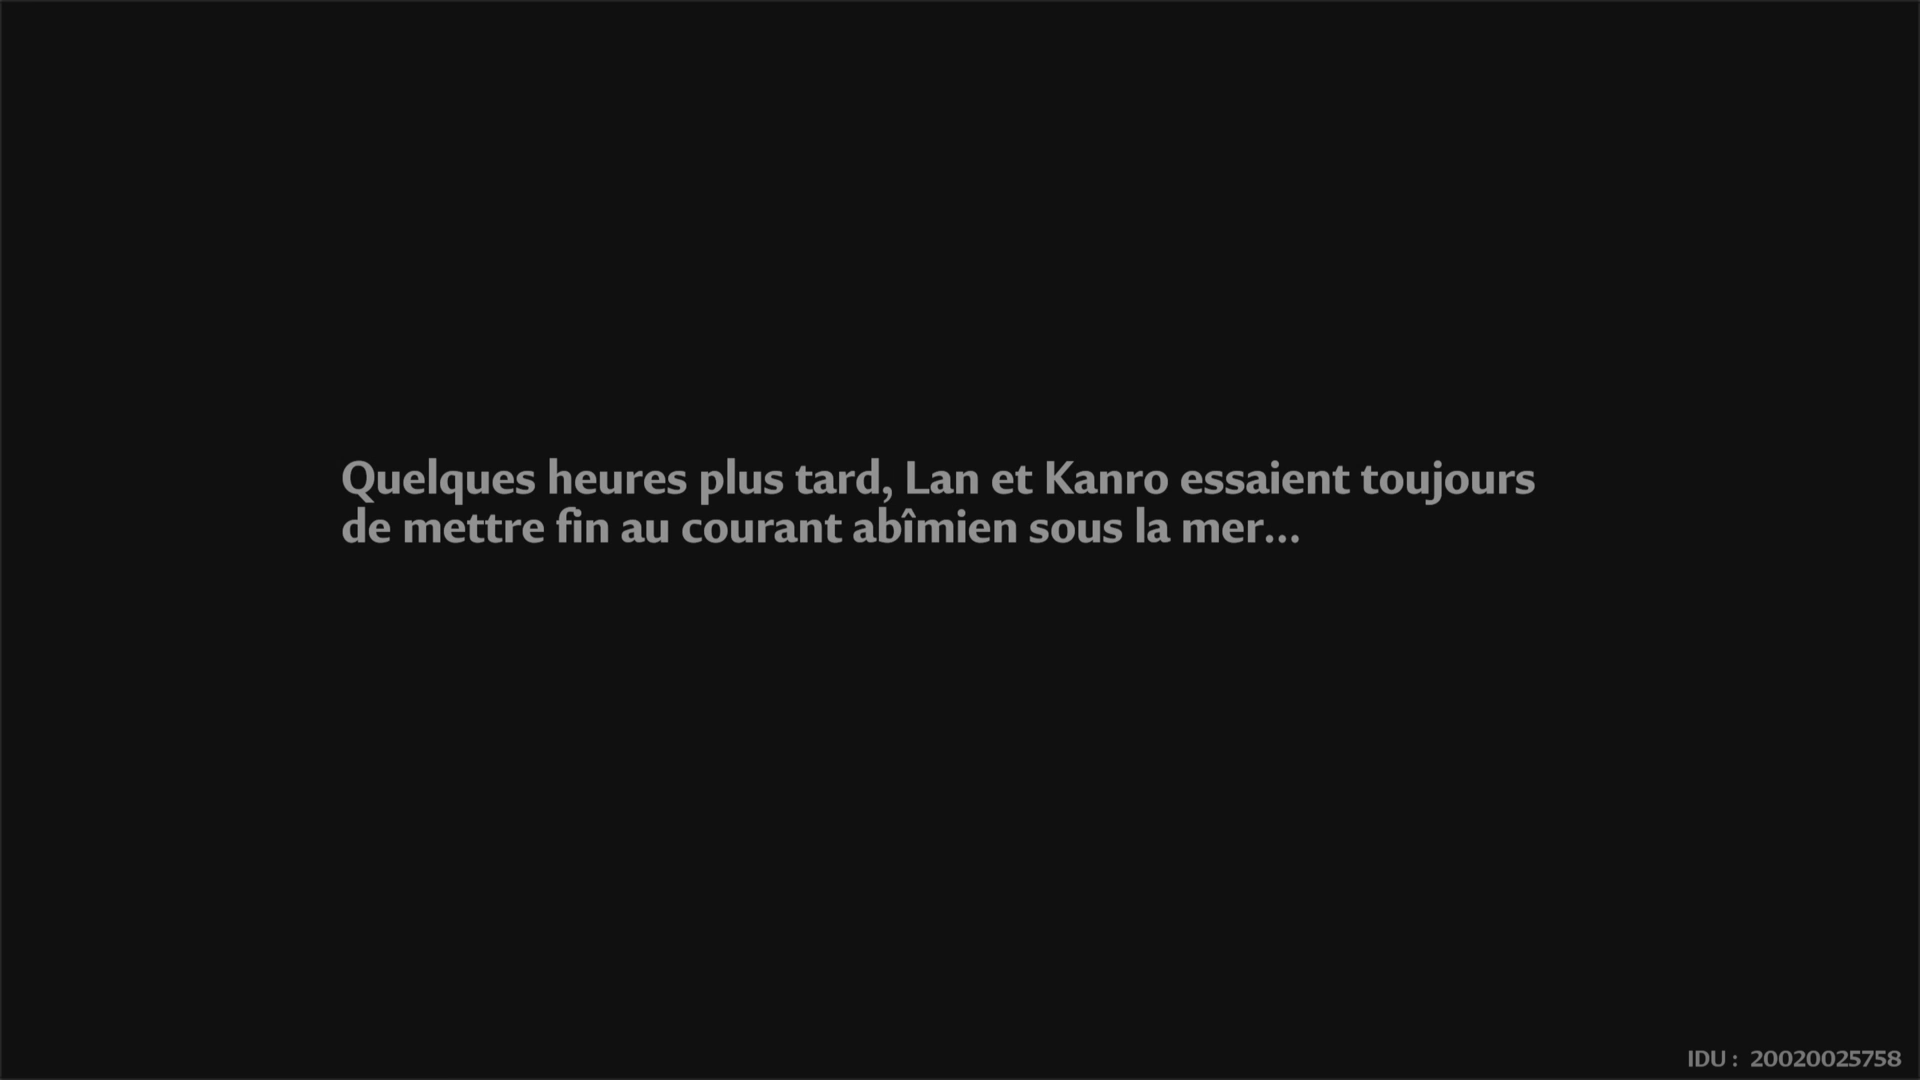 Quelques heures plus tard, Lan et Kanro essaient toujours
de mettre fin au courant abîmien sous la mer...
IDU : 20020025758